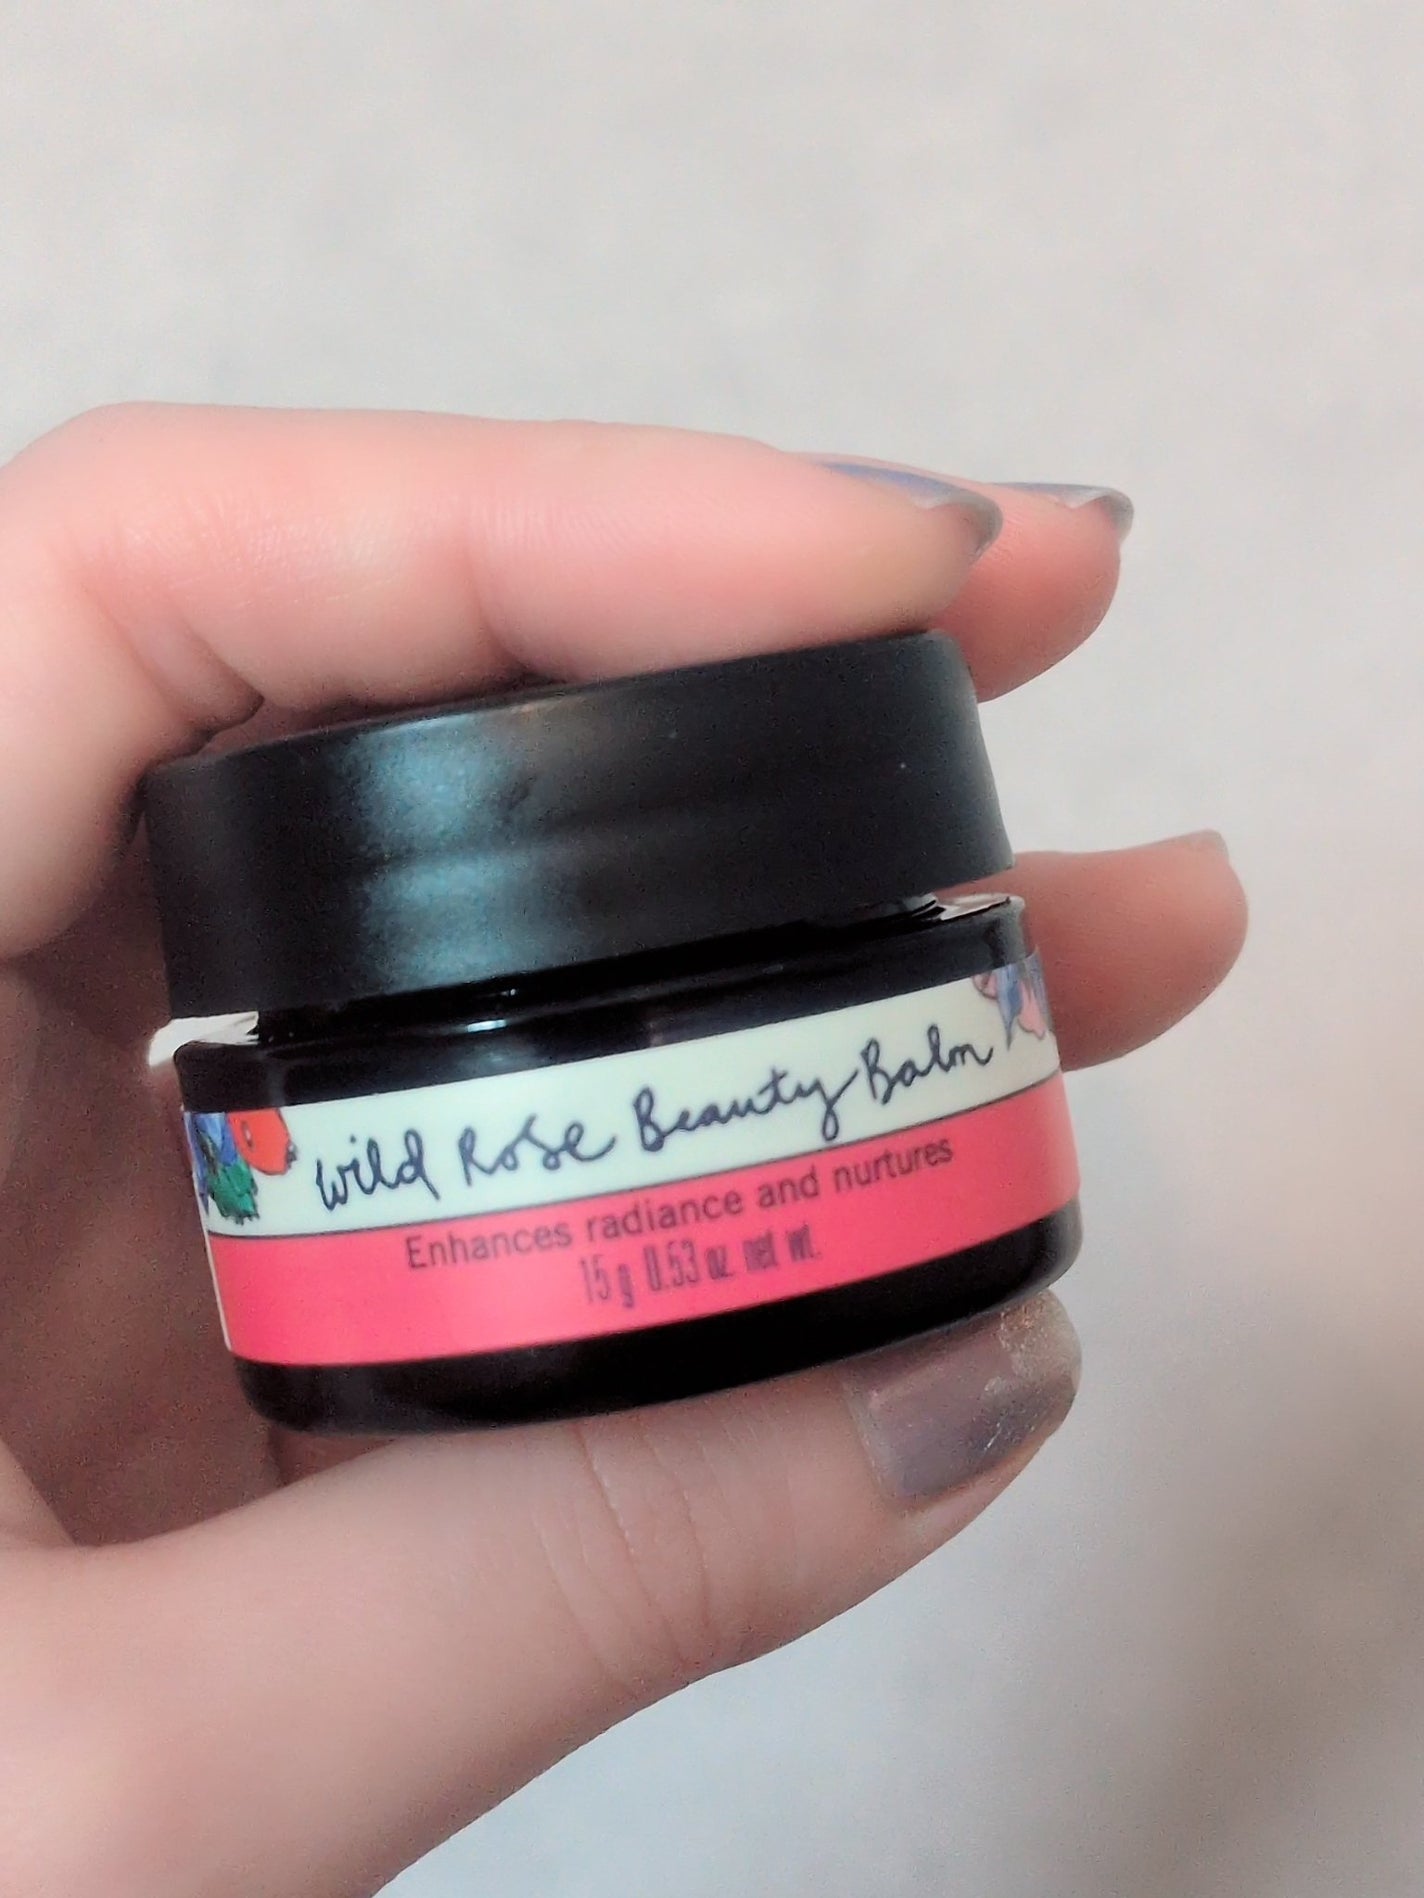 Wild Rose Beauty Balm
Enhances radiance and nurtures
15 g 0.53 oz. net wt.